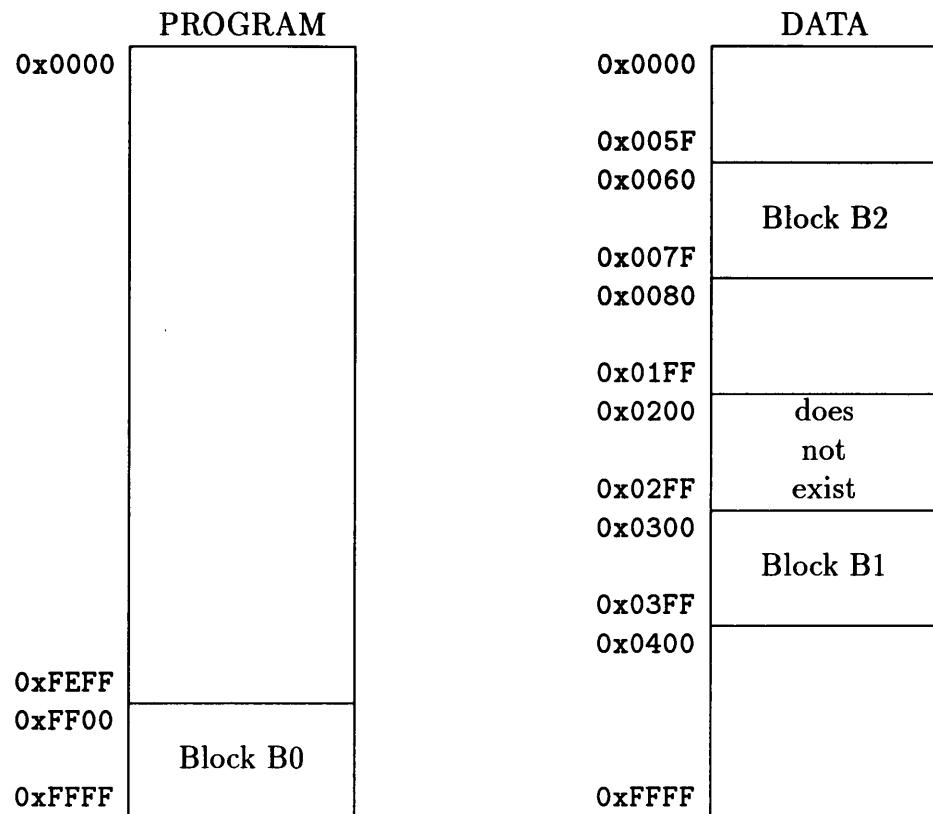 PROGRAM
0x0000
0xFEFF
0xFF00
Block B0
0xFFFF
DATA
0x0000
0x005F
0x0060
Block B2
0x007F
0x0080
0x01FF
0x0200
does
not
0x02FF
exist
0x0300
Block B1
0x03FF
0x0400
0xFFFF